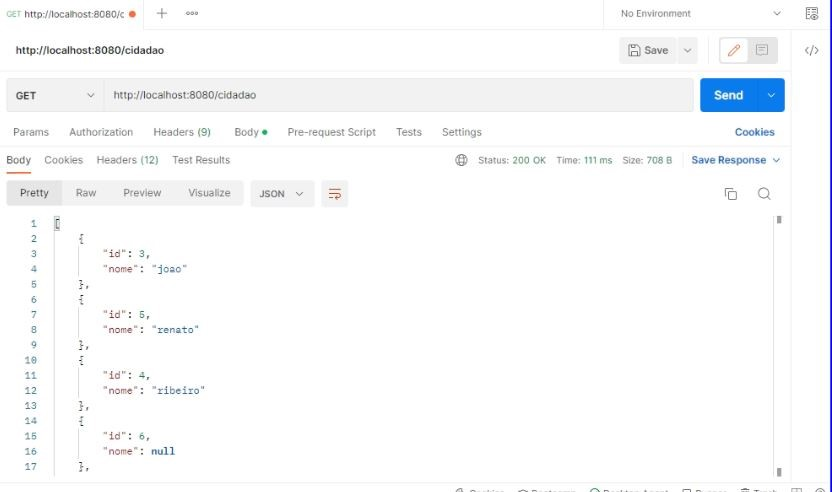 GET http://localhost:8080/c
No Environment
http://localhost:8080/cidadao
Save
</>
GET http://localhost:8080/cidadao Send
Params Authorization Headers (9) Body Pre-request Script Tests Settings Cookies
Body Cookies Headers (12) Test Results Status: 200 OK Time: 111 ms Size: 708 B Save Response
Pretty Raw Preview Visualize JSON
1 [
2 {
3 "id": 3,
4 "nome": "joao"
5 },
6 {
7 "id": 5,
8 "nome": "renato"
9 },
10 {
11 "id": 4,
12 "nome": "ribeiro"
13 },
14 {
15 "id": 6,
16 "nome": null
17 },